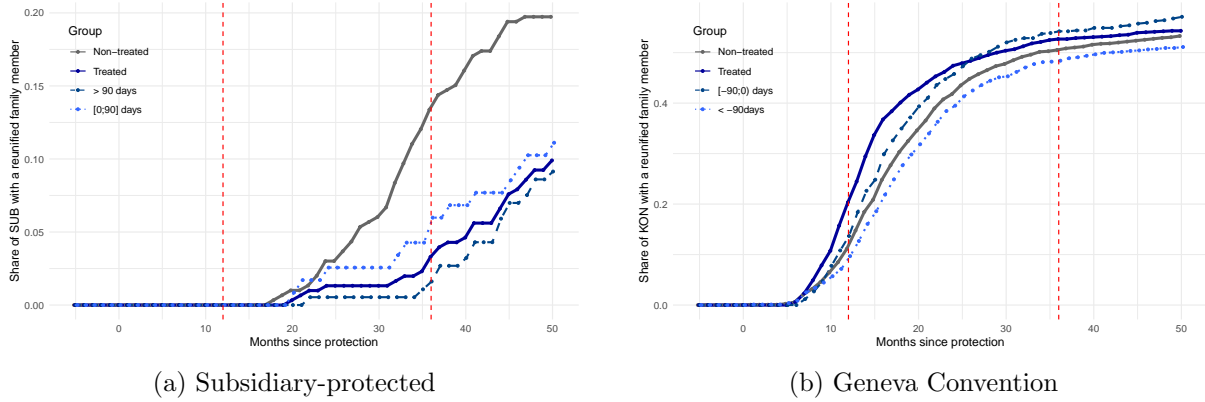 Share of SUB with a reunified family member
0.20
0.15
0.10
0.05
0.00
Group
Non−treated
Treated
> 90 days
[0;90] days
0 10 20 30 40 50
Months since protection
(a) Subsidiary-protected
Share of KON with a reunified family member
0.4
0.2
0.0
Group
Non−treated
Treated
[−90;0) days
< −90days
0 10 20 30 40 50
Months since protection
(b) Geneva Convention